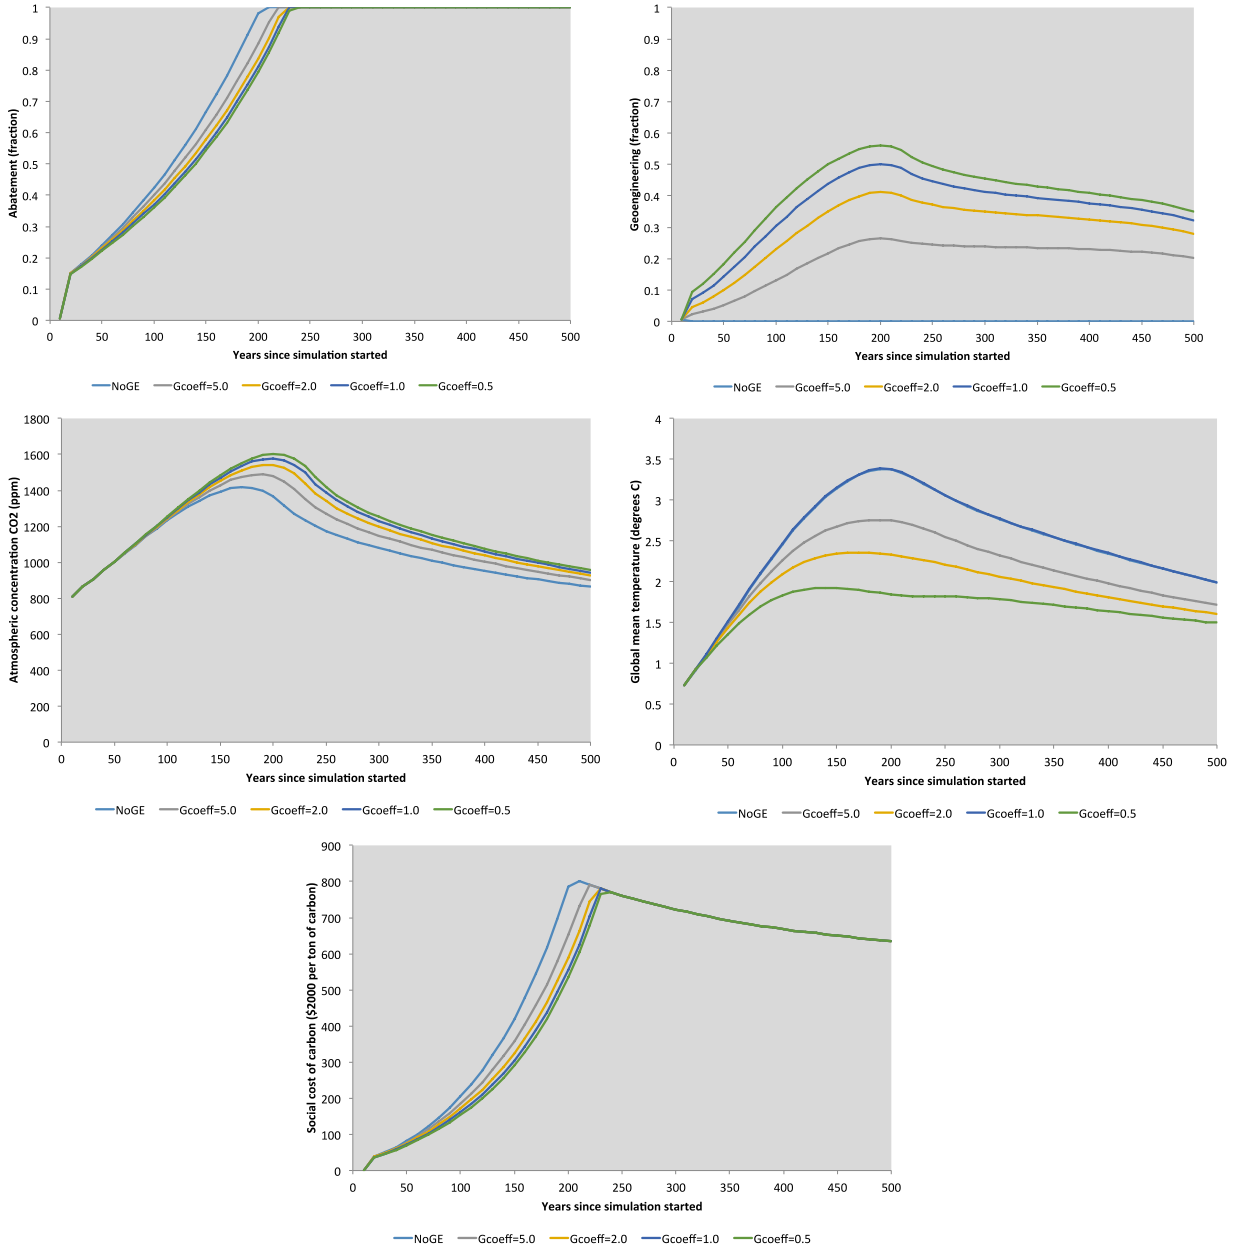 1
0.9
0.8
0.7
0.6
0.5
0.4
0.3
0.2
0.1
0
Abatement (fraction)
0 50 100 150 200 250 300 350 400 450 500
Years since simulation started
NoGE Gcoeff=5.0 Gcoeff=2.0 Gcoeff=1.0 Gcoeff=0.5
1
0.9
0.8
0.7
0.6
0.5
0.4
0.3
0.2
0.1
0
Geoengineering (fraction)
0 50 100 150 200 250 300 350 400 450 500
Years since simulation started
NoGE Gcoeff=5.0 Gcoeff=2.0 Gcoeff=1.0 Gcoeff=0.5
1800
1600
1400
1200
1000
800
600
400
200
0
Atmospheric concentration CO2 (ppm)
0 50 100 150 200 250 300 350 400 450 500
Years since simulation started
NoGE Gcoeff=5.0 Gcoeff=2.0 Gcoeff=1.0 Gcoeff=0.5
4
3.5
3
2.5
2
1.5
1
0.5
0
Global mean temperature (degrees C)
0 50 100 150 200 250 300 350 400 450 500
Years since simulation started
NoGE Gcoeff=5.0 Gcoeff=2.0 Gcoeff=1.0 Gcoeff=0.5
900
800
700
600
500
400
300
200
100
0
Social cost of carbon ($2000 per ton of carbon)
0 50 100 150 200 250 300 350 400 450 500
Years since simulation started
NoGE Gcoeff=5.0 Gcoeff=2.0 Gcoeff=1.0 Gcoeff=0.5